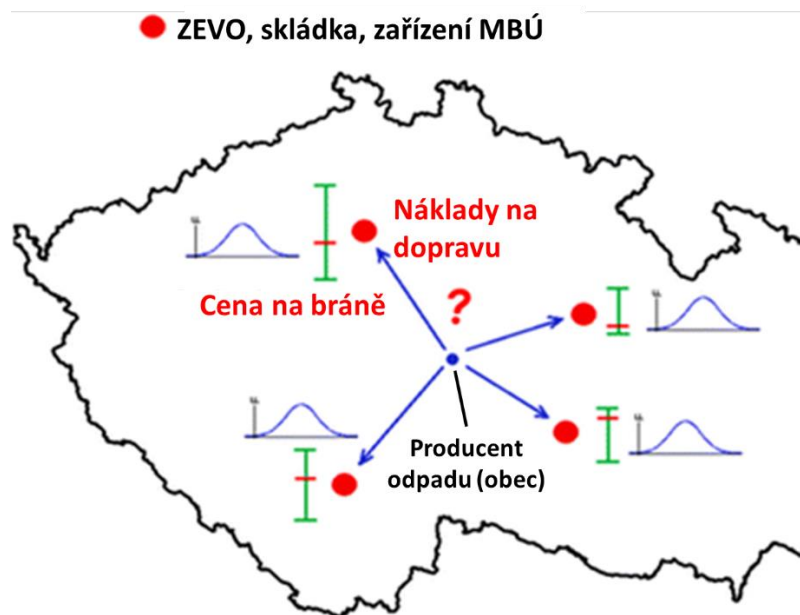 ZEVO, skládka, zařízení MBÚ
Náklady na
dopravu
Cena na bráně
?
Producent
odpadu (obec)